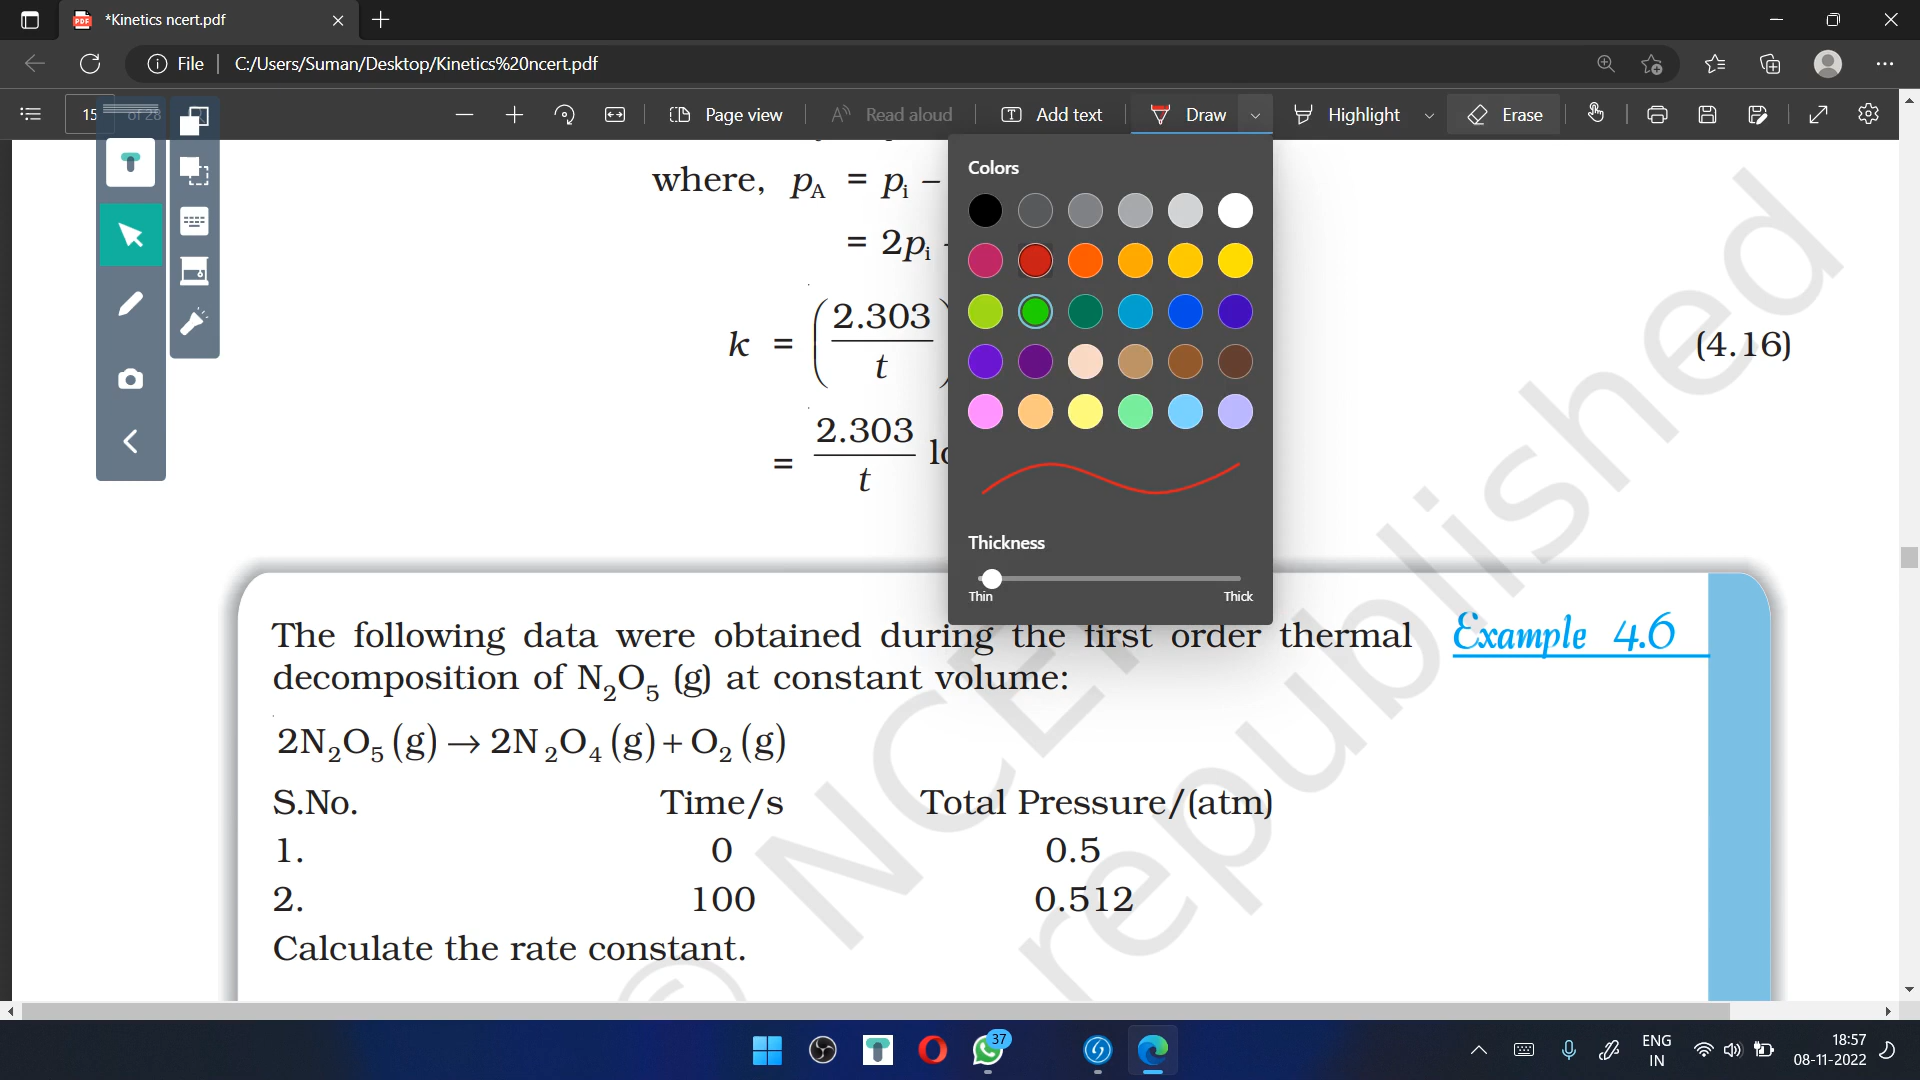 *Kinetics ncert.pdf
File
C:/Users/Suman/Desktop/Kinetics%20ncert.pdf
15 of 28
Page view
Read aloud
Add text
Draw
Highlight
Erase
Colors
Thickness
Thin
Thick
where, pA = pi –
= 2pi -
k = (2.303/t)
(4.16)
= 2.303/t
The following data were obtained during the first order thermal
Example 4.6
decomposition of N2O5 (g) at constant volume:
2N2O5 (g) → 2N2O4 (g) + O2 (g)
S.No. Time/s Total Pressure/(atm)
1. 0 0.5
2. 100 0.512
Calculate the rate constant.
© NCE
republished
37
ENG
IN
18:57
08-11-2022